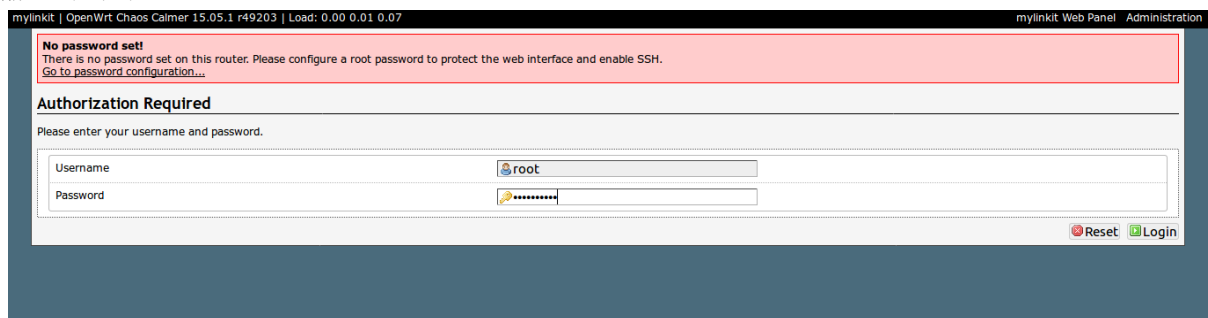 mylinkit | OpenWrt Chaos Calmer 15.05.1 r49203 | Load: 0.00 0.01 0.07 mylinkit Web Panel Administration
No password set!
There is no password set on this router. Please configure a root password to protect the web interface and enable SSH.
Go to password configuration...
Authorization Required
Please enter your username and password.
Username root
Password ••••••••••
Reset Login